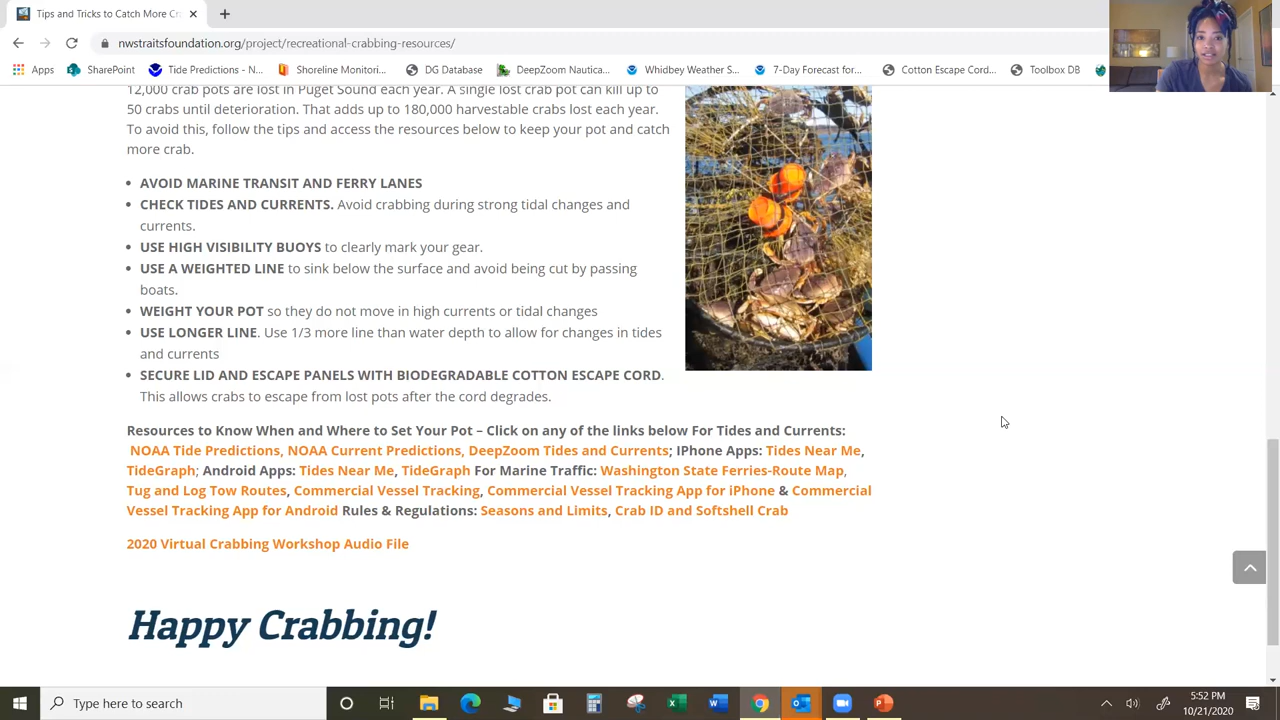 Tips and Tricks to Catch More Cr
nwstraitsfoundation.org/project/recreational-crabbing-resources/
Apps SharePoint Tide Predictions - N... Shoreline Monitori... DG Database DeepZoom Nautica... Whidbey Weather S... 7-Day Forecast for... Cotton Escape Cord... Toolbox DB
12,000 crab pots are lost in Puget Sound each year. A single lost crab pot can kill up to
50 crabs until deterioration. That adds up to 180,000 harvestable crabs lost each year.
To avoid this, follow the tips and access the resources below to keep your pot and catch
more crab.
• AVOID MARINE TRANSIT AND FERRY LANES
• CHECK TIDES AND CURRENTS. Avoid crabbing during strong tidal changes and
currents.
• USE HIGH VISIBILITY BUOYS to clearly mark your gear.
• USE A WEIGHTED LINE to sink below the surface and avoid being cut by passing
boats.
• WEIGHT YOUR POT so they do not move in high currents or tidal changes
• USE LONGER LINE. Use 1/3 more line than water depth to allow for changes in tides
and currents
• SECURE LID AND ESCAPE PANELS WITH BIODEGRADABLE COTTON ESCAPE CORD.
This allows crabs to escape from lost pots after the cord degrades.
Resources to Know When and Where to Set Your Pot – Click on any of the links below For Tides and Currents:
NOAA Tide Predictions, NOAA Current Predictions, DeepZoom Tides and Currents; IPhone Apps: Tides Near Me,
TideGraph; Android Apps: Tides Near Me, TideGraph For Marine Traffic: Washington State Ferries-Route Map,
Tug and Log Tow Routes, Commercial Vessel Tracking, Commercial Vessel Tracking App for iPhone & Commercial
Vessel Tracking App for Android Rules & Regulations: Seasons and Limits, Crab ID and Softshell Crab
2020 Virtual Crabbing Workshop Audio File
Happy Crabbing!
Type here to search
5:52 PM
10/21/2020